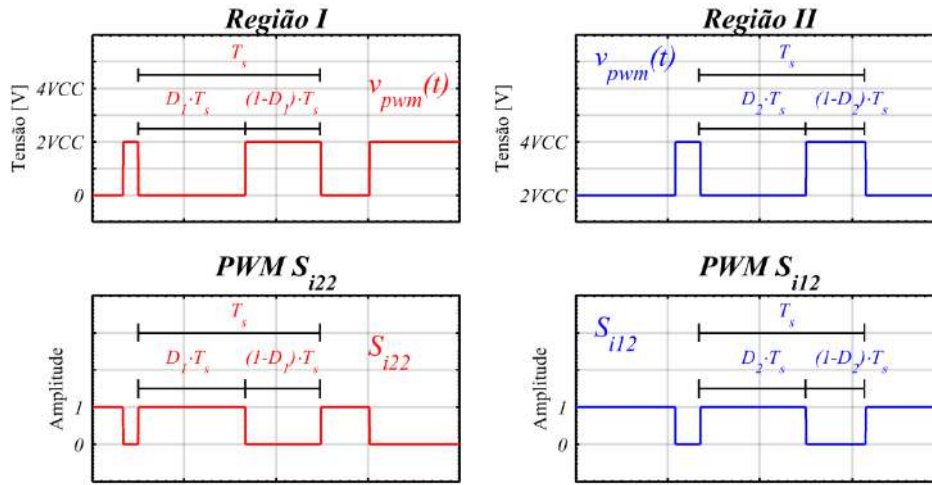 Região I
Tensão [V]
4VCC
2VCC
0
T_s
D_1·T_s (1-D_1)·T_s
v_pwm(t)
Região II
Tensão [V]
4VCC
2VCC
v_pwm(t)
T_s
D_2·T_s (1-D_2)·T_s
PWM S_i22
Amplitude
1
0
T_s
D_1·T_s (1-D_1)·T_s
S_i22
PWM S_i12
Amplitude
1
0
S_i12
T_s
D_2·T_s (1-D_2)·T_s